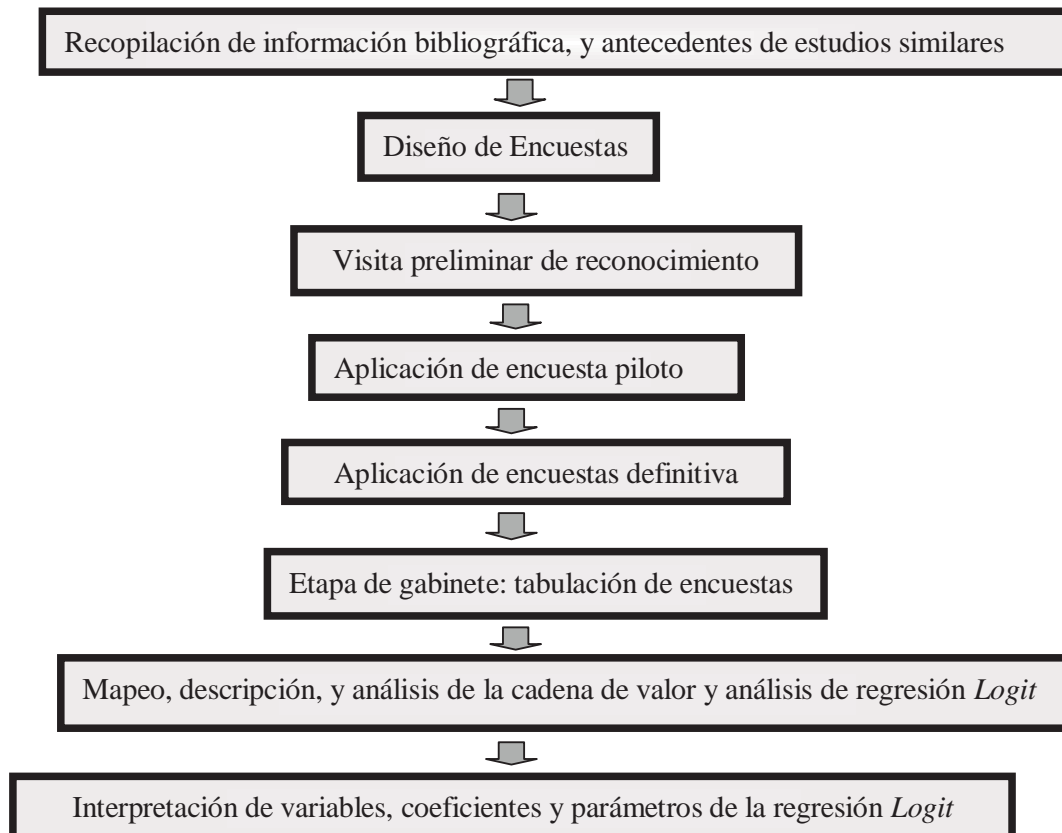 Recopilación de información bibliográfica, y antecedentes de estudios similares
Diseño de Encuestas
Visita preliminar de reconocimiento
Aplicación de encuesta piloto
Aplicación de encuestas definitiva
Etapa de gabinete: tabulación de encuestas
Mapeo, descripción, y análisis de la cadena de valor y análisis de regresión Logit
Interpretación de variables, coeficientes y parámetros de la regresión Logit